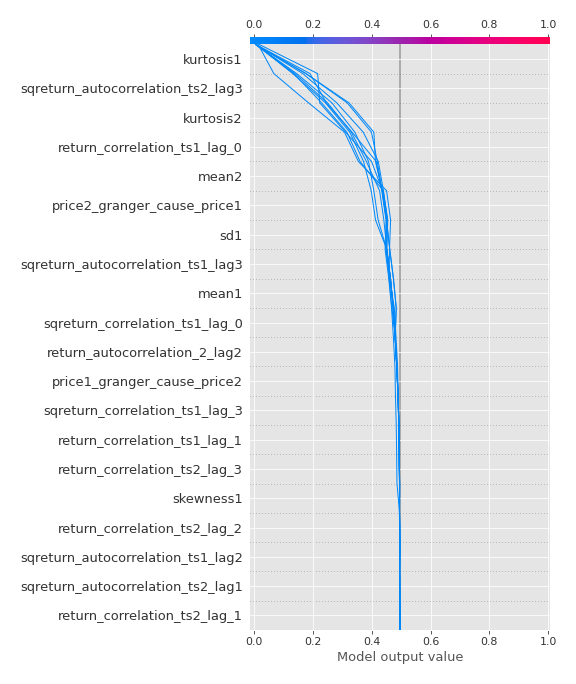 0.0 0.2 0.4 0.6 0.8 1.0
kurtosis1
sqreturn_autocorrelation_ts2_lag3
kurtosis2
return_correlation_ts1_lag_0
mean2
price2_granger_cause_price1
sd1
sqreturn_autocorrelation_ts1_lag3
mean1
sqreturn_correlation_ts1_lag_0
return_autocorrelation_2_lag2
price1_granger_cause_price2
sqreturn_correlation_ts1_lag_3
return_correlation_ts1_lag_1
return_correlation_ts2_lag_3
skewness1
return_correlation_ts2_lag_2
sqreturn_autocorrelation_ts1_lag2
sqreturn_autocorrelation_ts2_lag1
return_correlation_ts2_lag_1
0.0 0.2 0.4 0.6 0.8 1.0
Model output value